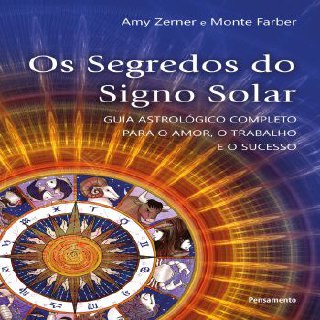 Amy Zerner e Monte Farber
Os Segredos do
Signo Solar
GUIA ASTROLÓGICO COMPLETO
PARA O AMOR, O TRABALHO
E O SUCESSO
Pensamento